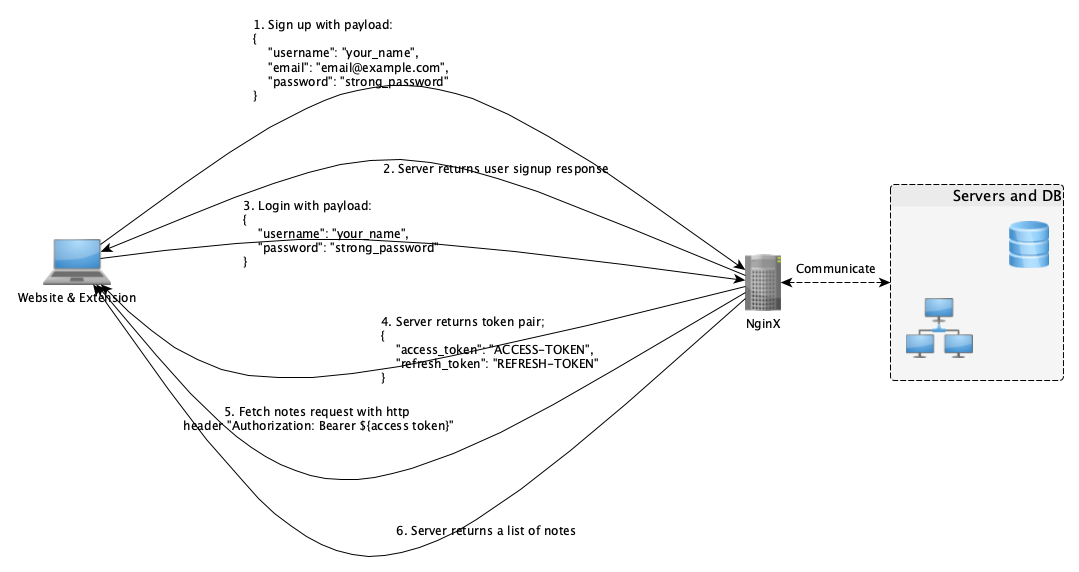 1. Sign up with payload:
{
"username": "your_name",
"email": "email@example.com",
"password": "strong_password"
}
2. Server returns user signup response
3. Login with payload:
{
"username": "your_name",
"password": "strong_password"
}
Servers and DB
Communicate
Website & Extension
NginX
4. Server returns token pair;
{
"access_token": "ACCESS-TOKEN",
"refresh_token": "REFRESH-TOKEN"
}
5. Fetch notes request with http
header "Authorization: Bearer ${access token}"
6. Server returns a list of notes